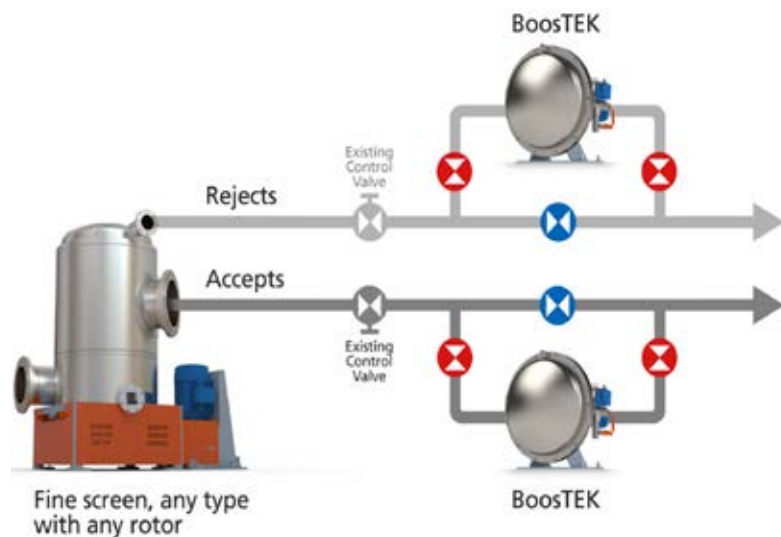 BoosTEK
Existing
Control
Valve
Rejects
Accepts
Existing
Control
Valve
BoosTEK
Fine screen, any type
with any rotor